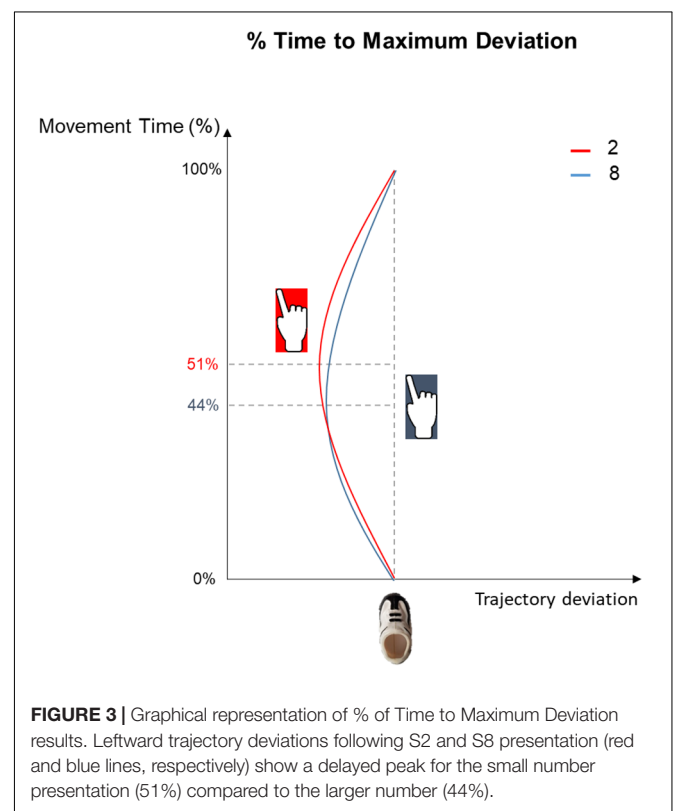 % Time to Maximum Deviation
Movement Time (%)
2
8
100%
51%
44%
0%
Trajectory deviation
FIGURE 3 | Graphical representation of % of Time to Maximum Deviation
results. Leftward trajectory deviations following S2 and S8 presentation (red
and blue lines, respectively) show a delayed peak for the small number
presentation (51%) compared to the larger number (44%).